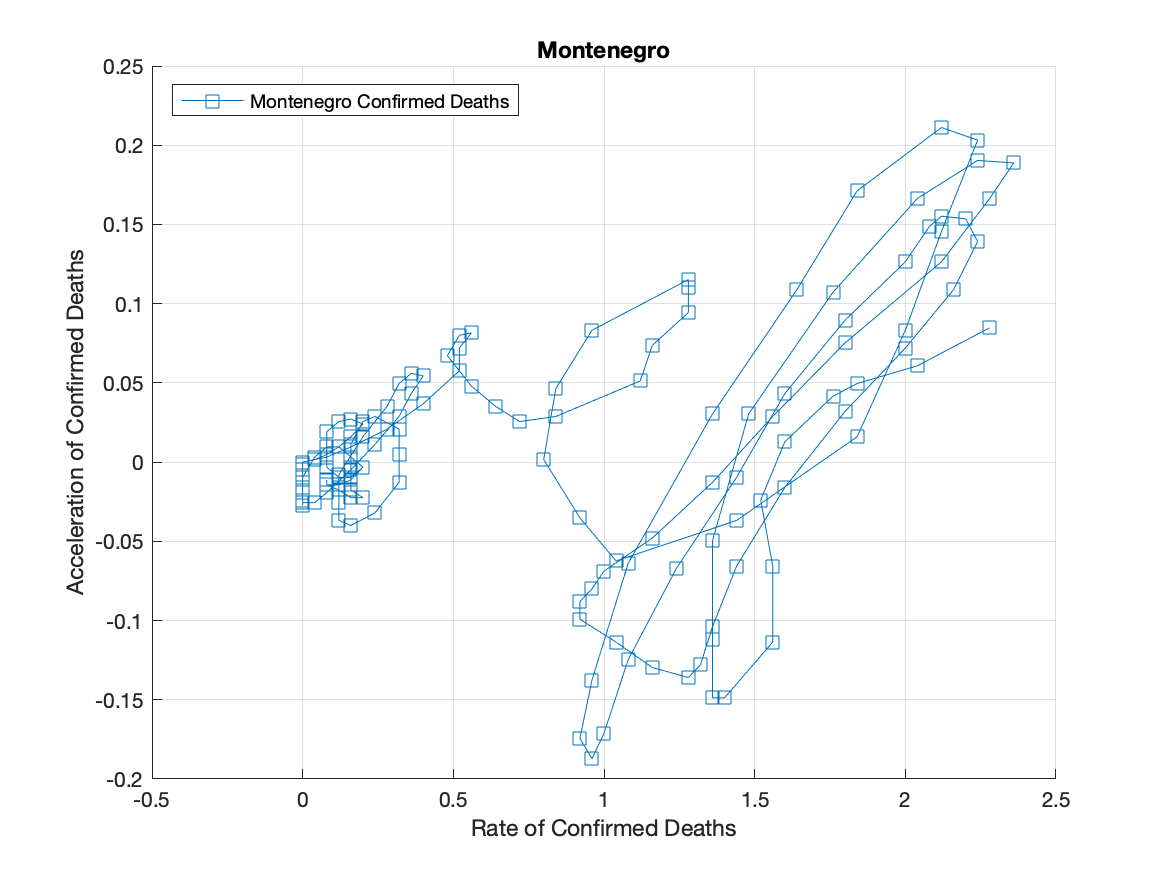 Montenegro
Montenegro Confirmed Deaths
0.25
0.2
0.15
0.1
0.05
0
-0.05
-0.1
-0.15
-0.2
Acceleration of Confirmed Deaths
-0.5 0 0.5 1 1.5 2 2.5
Rate of Confirmed Deaths